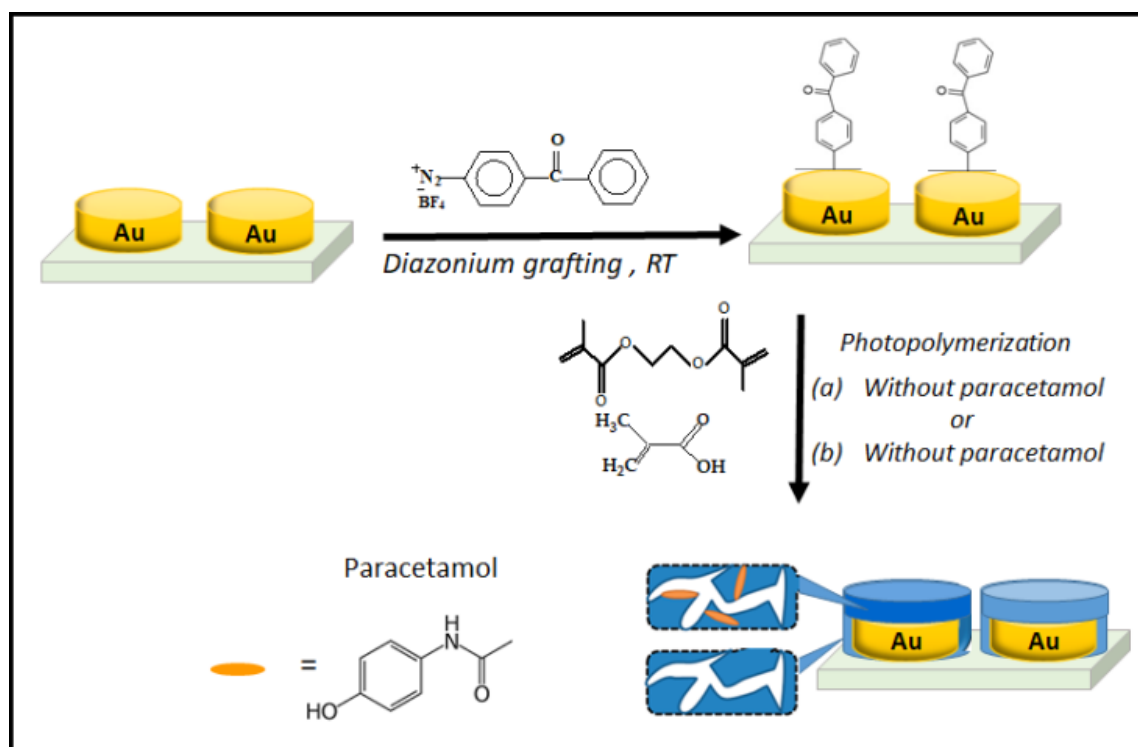 O
O
+
N2
C
–
BF4
Au
Au
Au
Au
Diazonium grafting , RT
O
O
O
O
Photopolymerization
(a) Without paracetamol
or
(b) Without paracetamol
H3C
O
H2C
OH
Paracetamol
H
N
=
O
HO
Au
Au